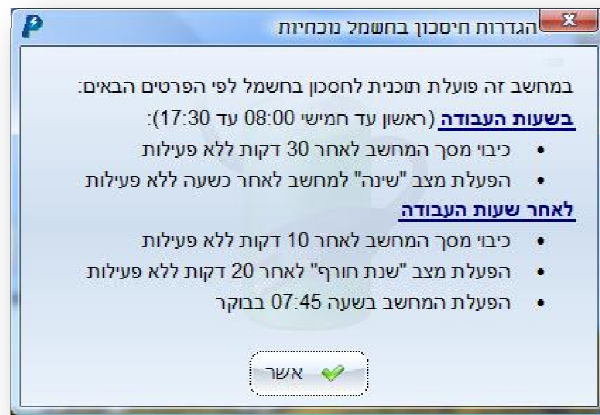 הגדרות חיסכון בחשמל נוכחיות
במחשב זה פועלת תוכנית לחסכון בחשמל לפי הפרטים הבאים:
בשעות העבודה (ראשון עד חמישי 08:00 עד 17:30):
• כיבוי מסך המחשב לאחר 30 דקות ללא פעילות
• הפעלת מצב "שינה" למחשב לאחר כשעה ללא פעילות
לאחר שעות העבודה
• כיבוי מסך המחשב לאחר 10 דקות ללא פעילות
• הפעלת מצב "שנת חורף" לאחר 20 דקות ללא פעילות
• הפעלת המחשב בשעה 07:45 בבוקר
אשר